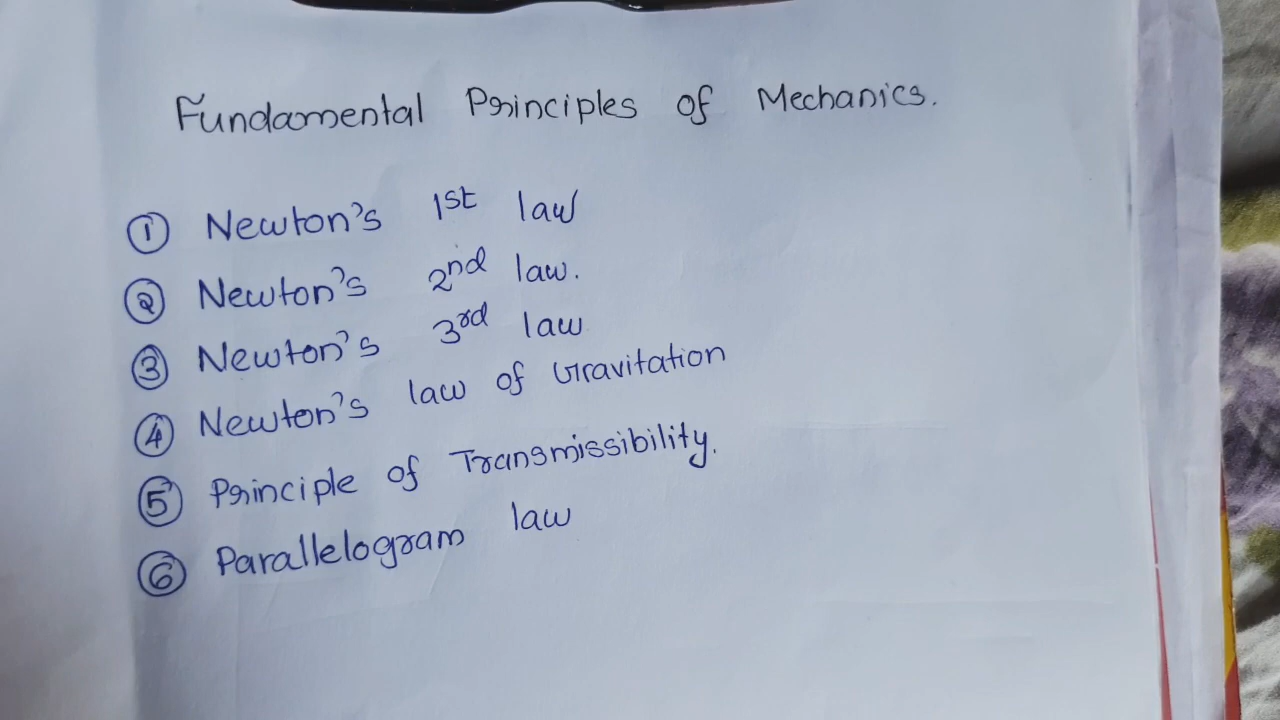 Fundamental Principles of Mechanics.
① Newton's 1st law
② Newton's 2nd law.
③ Newton's 3rd law
④ Newton's law of Gravitation
⑤ Principle of Transmissibility.
⑥ Parallelogram law